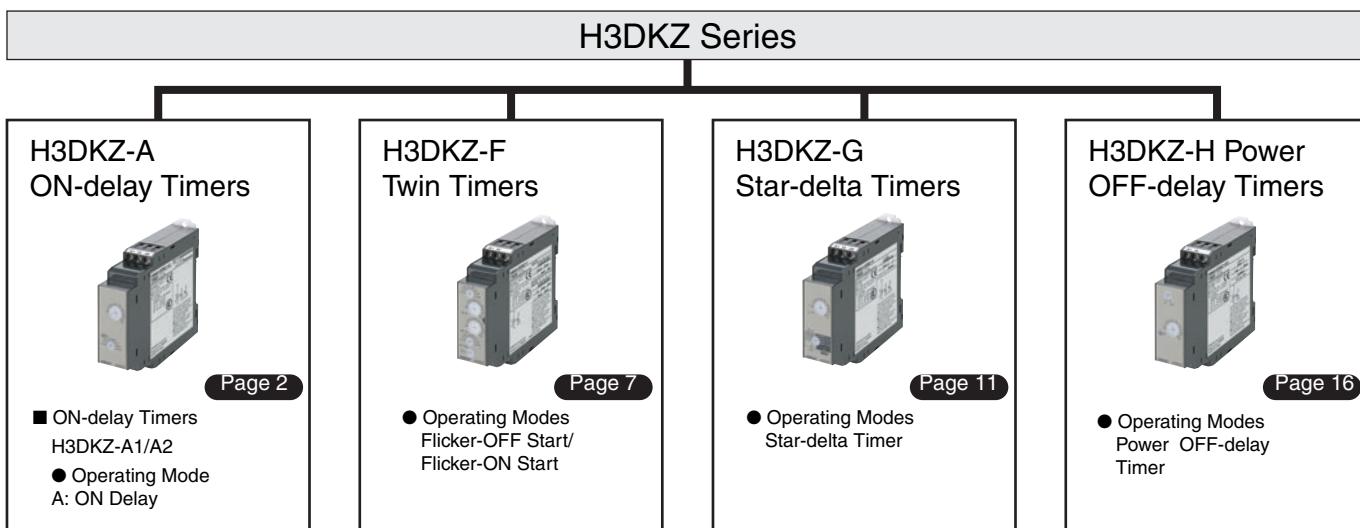 H3DKZ Series
H3DKZ-A
ON-delay Timers
Page 2
■ ON-delay Timers
H3DKZ-A1/A2
● Operating Mode
A: ON Delay
H3DKZ-F
Twin Timers
Page 7
● Operating Modes
Flicker-OFF Start/
Flicker-ON Start
H3DKZ-G
Star-delta Timers
Page 11
● Operating Modes
Star-delta Timer
H3DKZ-H Power
OFF-delay Timers
Page 16
● Operating Modes
Power OFF-delay
Timer